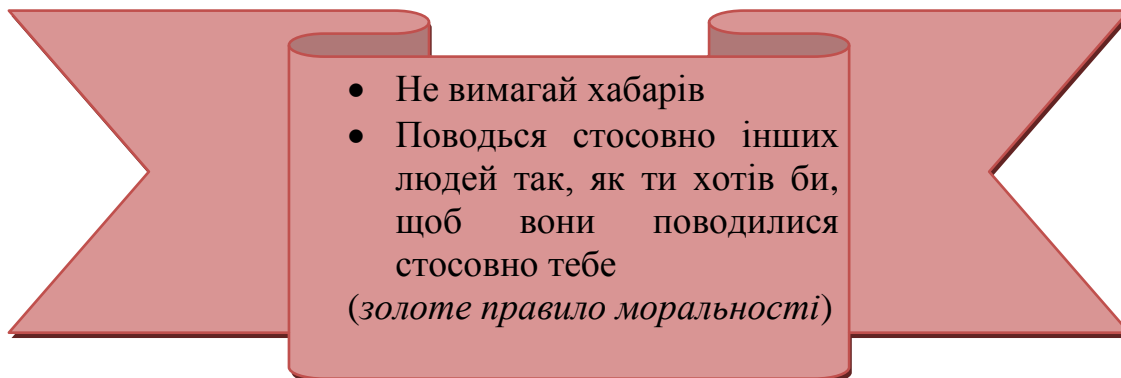 • Не вимагай хабарів
• Поводься стосовно інших
людей так, як ти хотів би,
щоб вони поводилися
стосовно тебе
(золоте правило моральності)